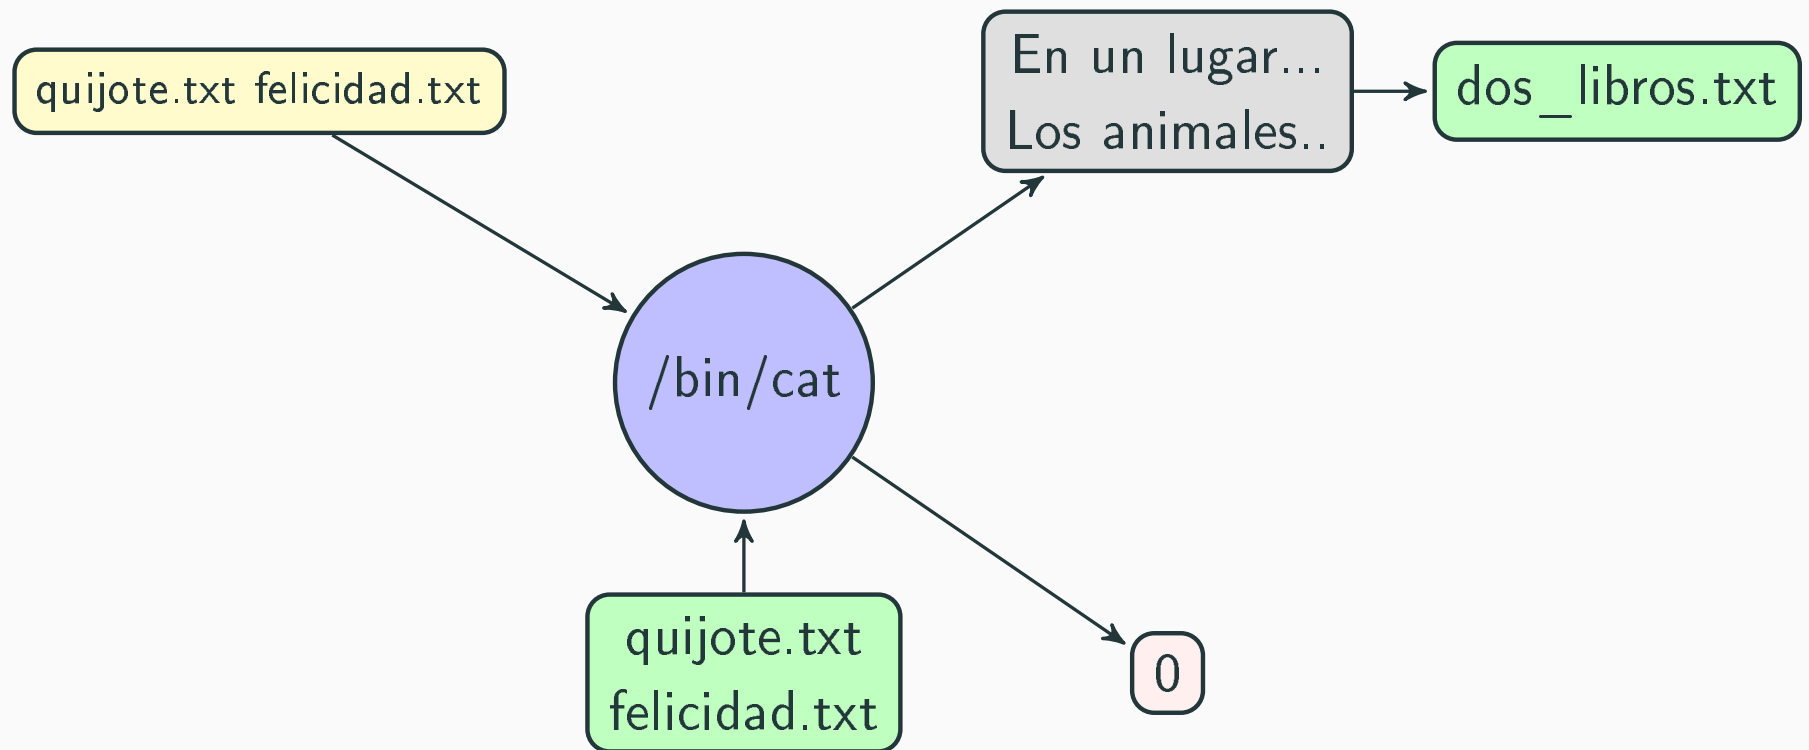 quijote.txt felicidad.txt
En un lugar...
Los animales..
dos_libros.txt
/bin/cat
quijote.txt
felicidad.txt
0